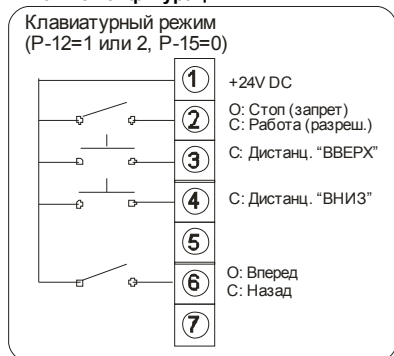 Клавиатурный режим
(P-12=1 или 2, P-15=0)
1 +24V DC
2 О: Стоп (запрет)
С: Работа (разреш.)
3 С: Дистанц. “ВВЕРХ”
4 С: Дистанц. “ВНИЗ”
5
6 О: Вперед
С: Назад
7